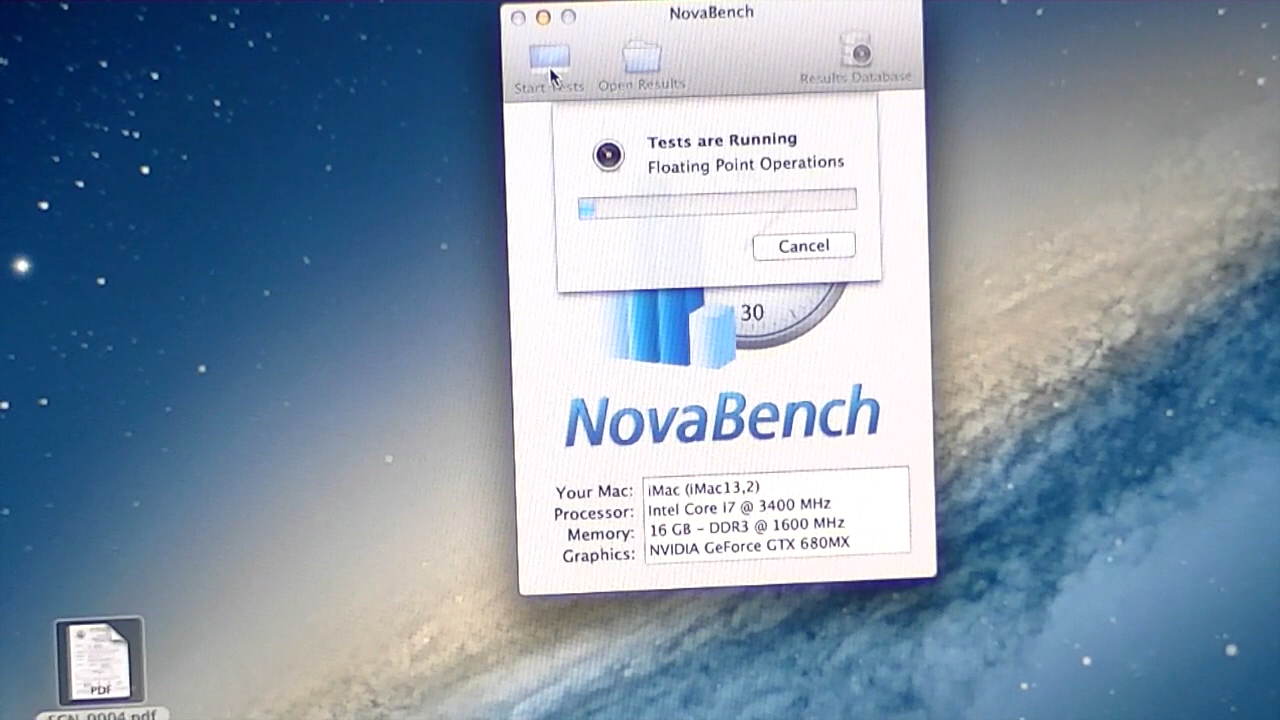 NovaBench
Start Tests Open Results Results Database
Tests are Running
Floating Point Operations
Cancel
30
NovaBench
Your Mac: iMac (iMac13,2)
Processor: Intel Core i7 @ 3400 MHz
Memory: 16 GB - DDR3 @ 1600 MHz
Graphics: NVIDIA GeForce GTX 680MX
PDF